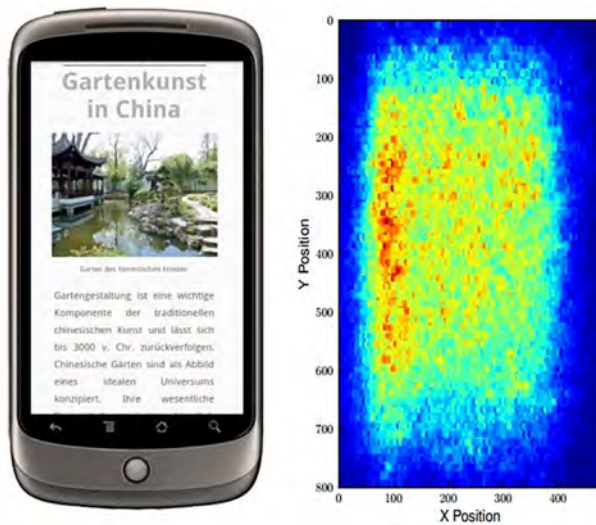 Gartenkunst
in China
Garten des himmlischen Friedens
Gartengestaltung ist eine wichtige
Komponente der traditionellen
chinesischen Kunst und lässt sich
bis 3000 v. Chr. zurückverfolgen.
Chinesische Gärten sind als Abbild
eines idealen Universums
konzipiert. Ihre wesentliche
0
100
200
300
400
500
600
700
800
Y Position
0 100 200 300 400
X Position